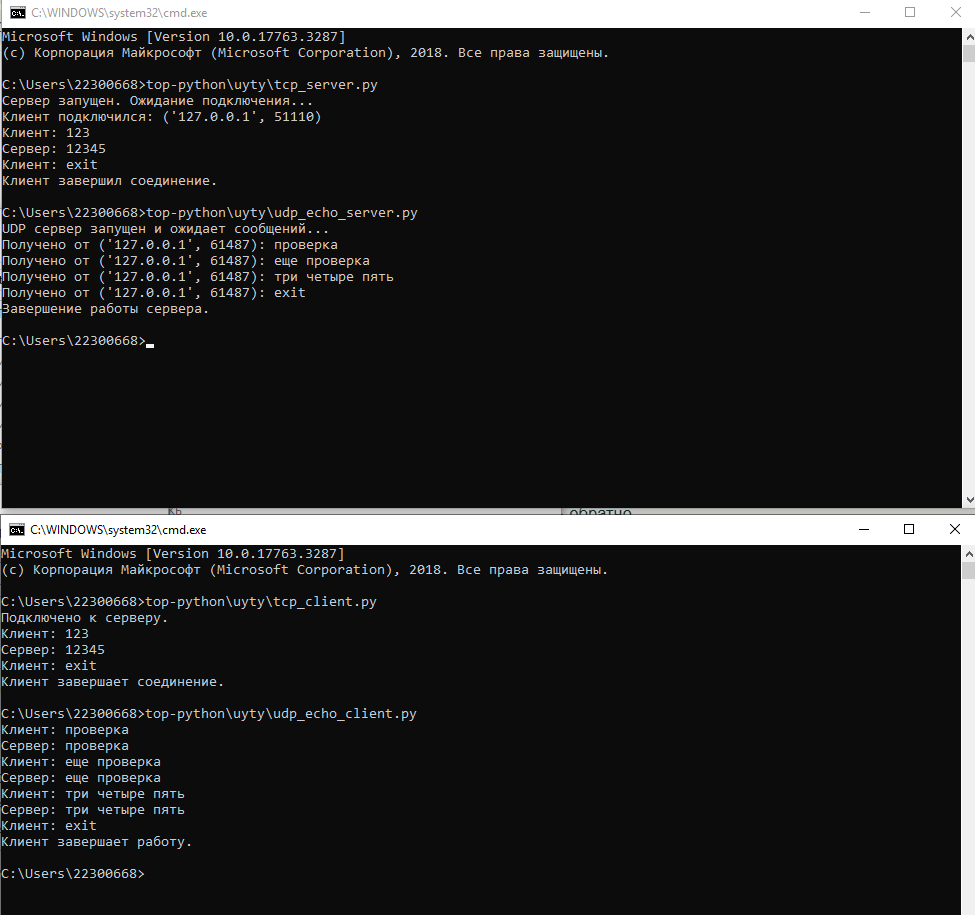 C:\WINDOWS\system32\cmd.exe
Microsoft Windows [Version 10.0.17763.3287]
(c) Корпорация Майкрософт (Microsoft Corporation), 2018. Все права защищены.
C:\Users\22300668>top-python\uyty\tcp_server.py
Сервер запущен. Ожидание подключения...
Клиент подключился: ('127.0.0.1', 51110)
Клиент: 123
Сервер: 12345
Клиент: exit
Клиент завершил соединение.
C:\Users\22300668>top-python\uyty\udp_echo_server.py
UDP сервер запущен и ожидает сообщений...
Получено от ('127.0.0.1', 61487): проверка
Получено от ('127.0.0.1', 61487): еще проверка
Получено от ('127.0.0.1', 61487): три четыре пять
Получено от ('127.0.0.1', 61487): exit
Завершение работы сервера.
C:\Users\22300668>
обратно
C:\WINDOWS\system32\cmd.exe
Microsoft Windows [Version 10.0.17763.3287]
(c) Корпорация Майкрософт (Microsoft Corporation), 2018. Все права защищены.
C:\Users\22300668>top-python\uyty\tcp_client.py
Подключено к серверу.
Клиент: 123
Сервер: 12345
Клиент: exit
Клиент завершает соединение.
C:\Users\22300668>top-python\uyty\udp_echo_client.py
Клиент: проверка
Сервер: проверка
Клиент: еще проверка
Сервер: еще проверка
Клиент: три четыре пять
Сервер: три четыре пять
Клиент: exit
Клиент завершает работу.
C:\Users\22300668>